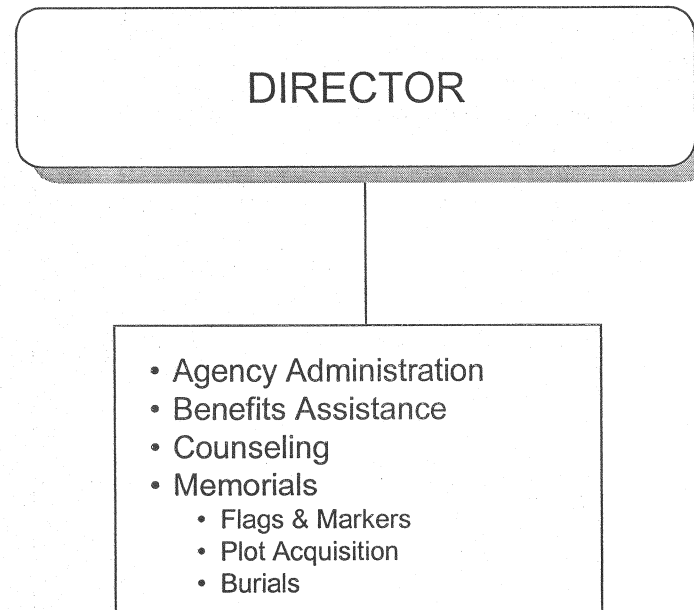 DIRECTOR
• Agency Administration
• Benefits Assistance
• Counseling
• Memorials
• Flags & Markers
• Plot Acquisition
• Burials